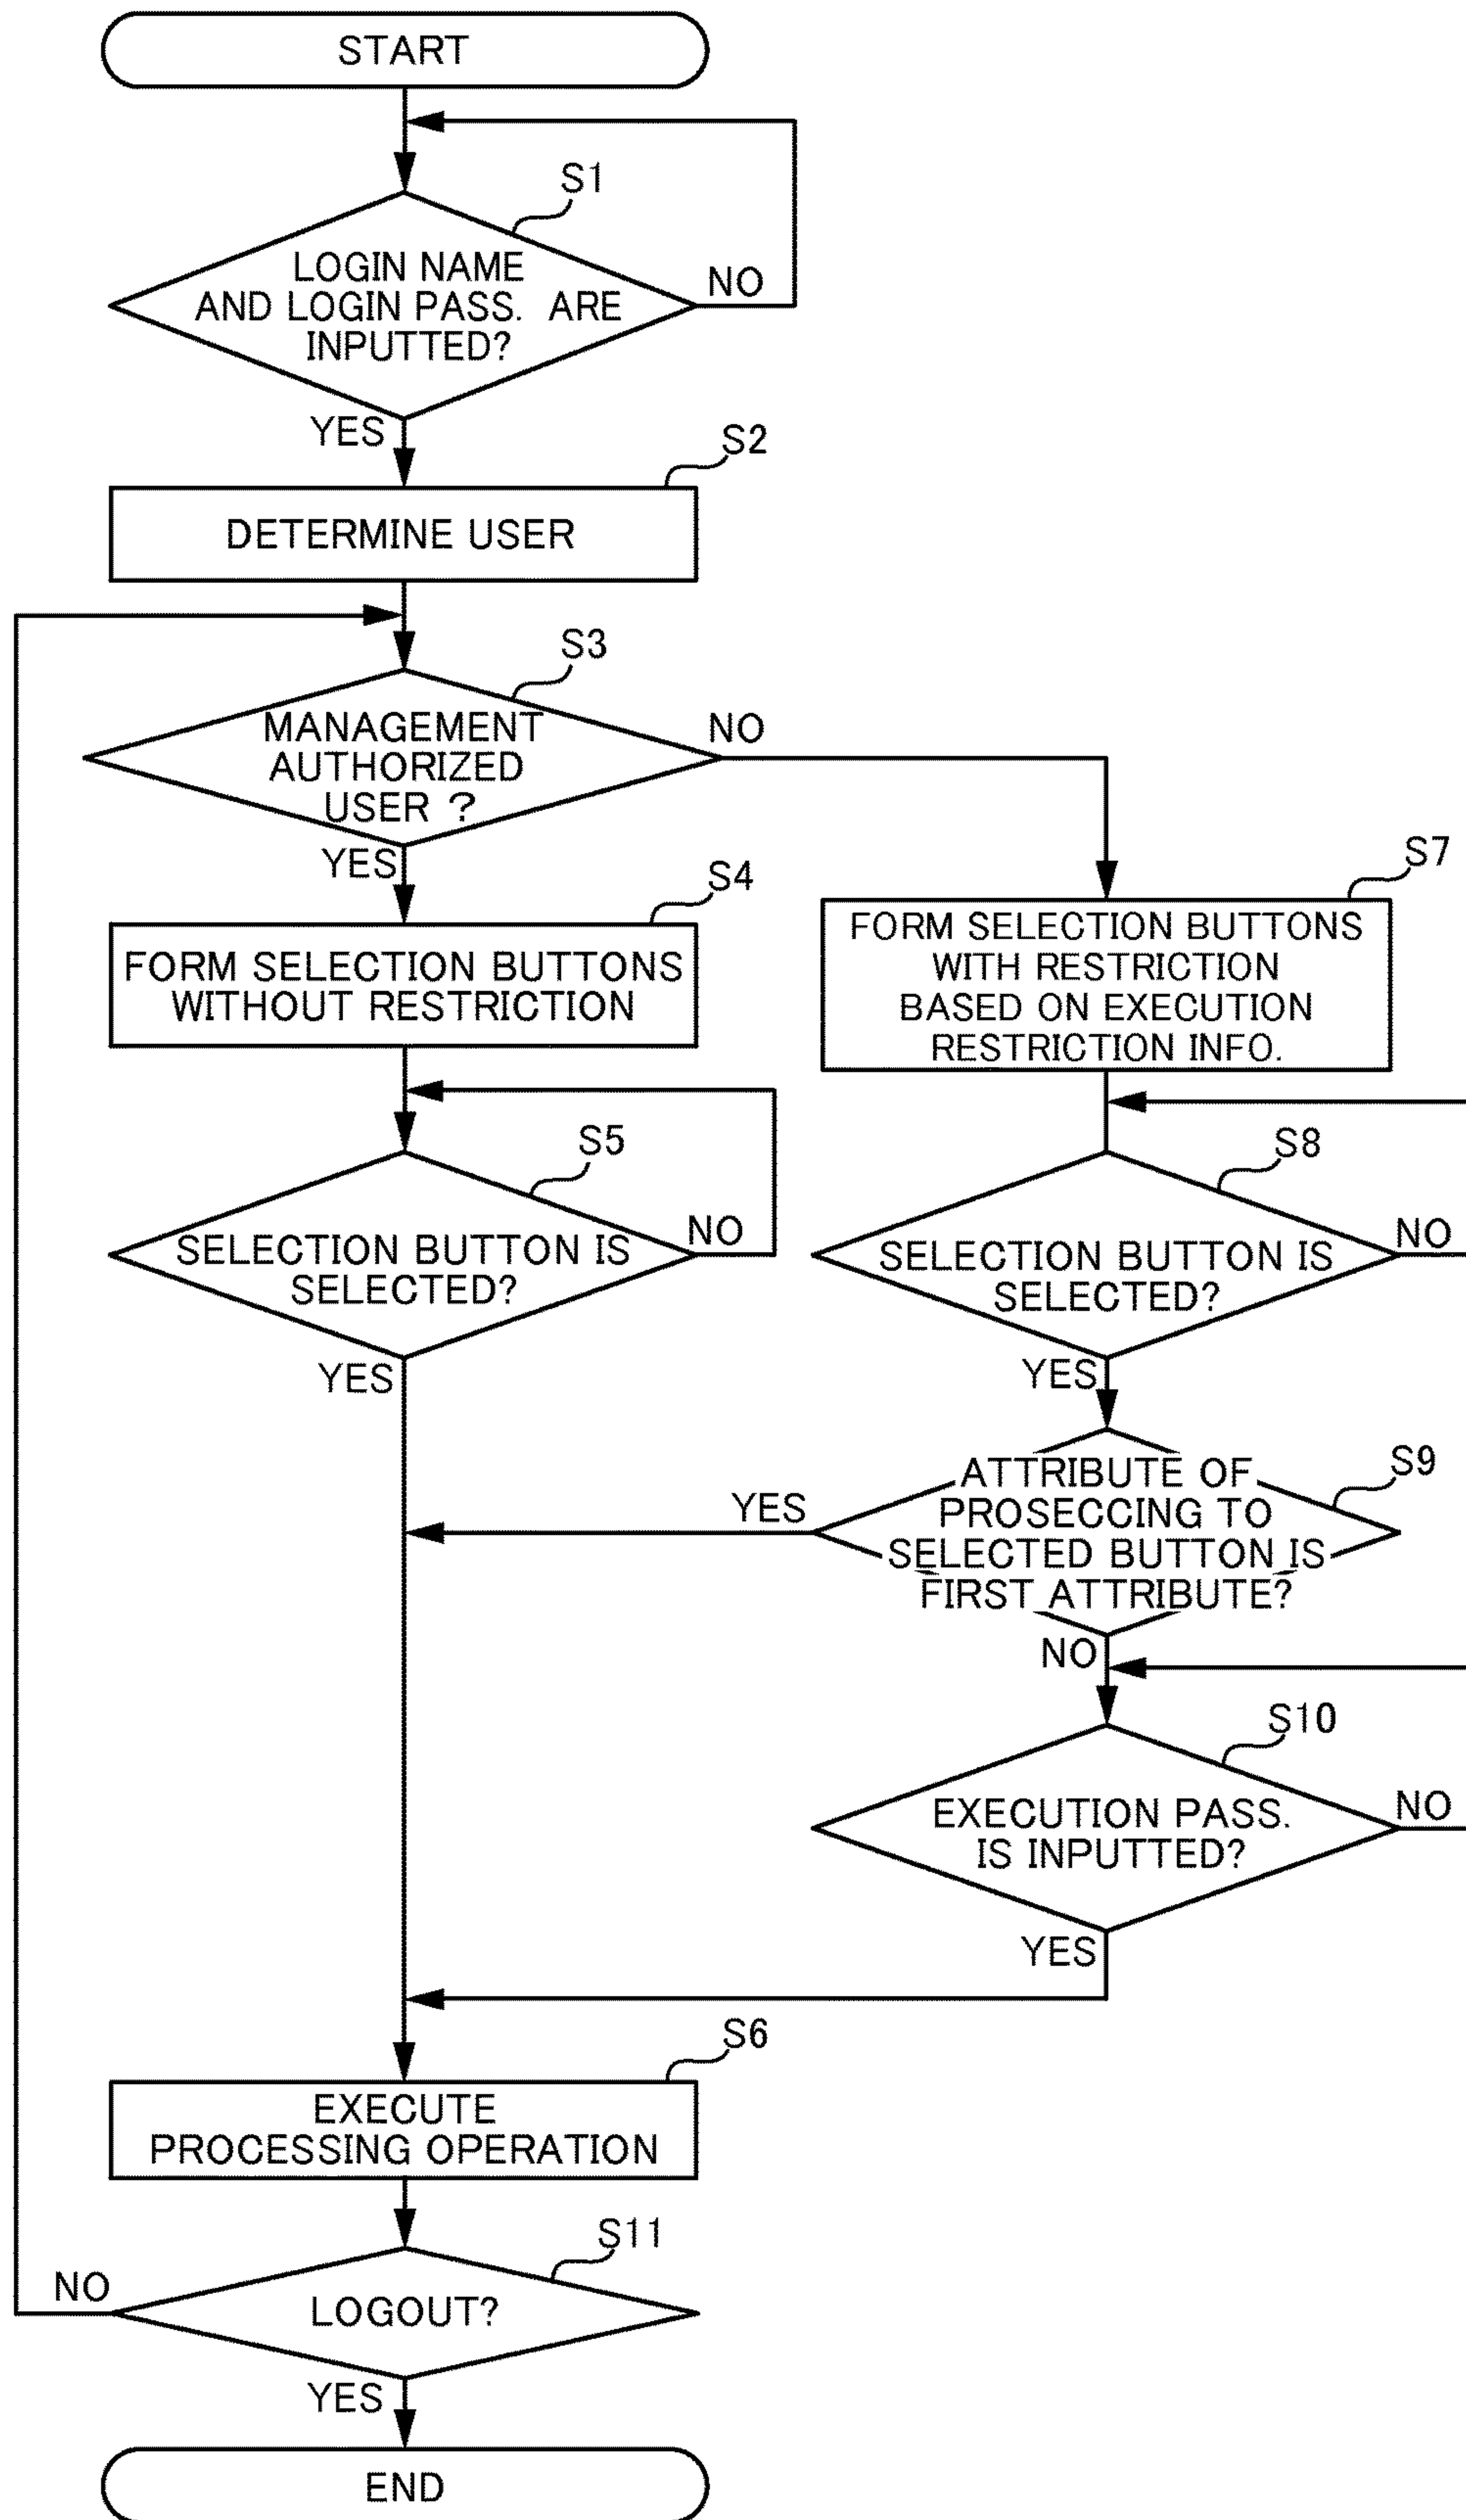 START
S1
LOGIN NAME
AND LOGIN PASS. ARE
INPUTTED?
NO
YES
S2
DETERMINE USER
S3
MANAGEMENT
AUTHORIZED
USER ?
NO
YES
S4
FORM SELECTION BUTTONS
WITHOUT RESTRICTION
S5
SELECTION BUTTON IS
SELECTED?
NO
YES
S7
FORM SELECTION BUTTONS
WITH RESTRICTION
BASED ON EXECUTION
RESTRICTION INFO.
S8
SELECTION BUTTON IS
SELECTED?
NO
YES
S9
ATTRIBUTE OF
PROSECCING TO
SELECTED BUTTON IS
FIRST ATTRIBUTE?
YES
NO
S10
EXECUTION PASS.
IS INPUTTED?
NO
YES
S6
EXECUTE
PROCESSING OPERATION
S11
LOGOUT?
NO
YES
END